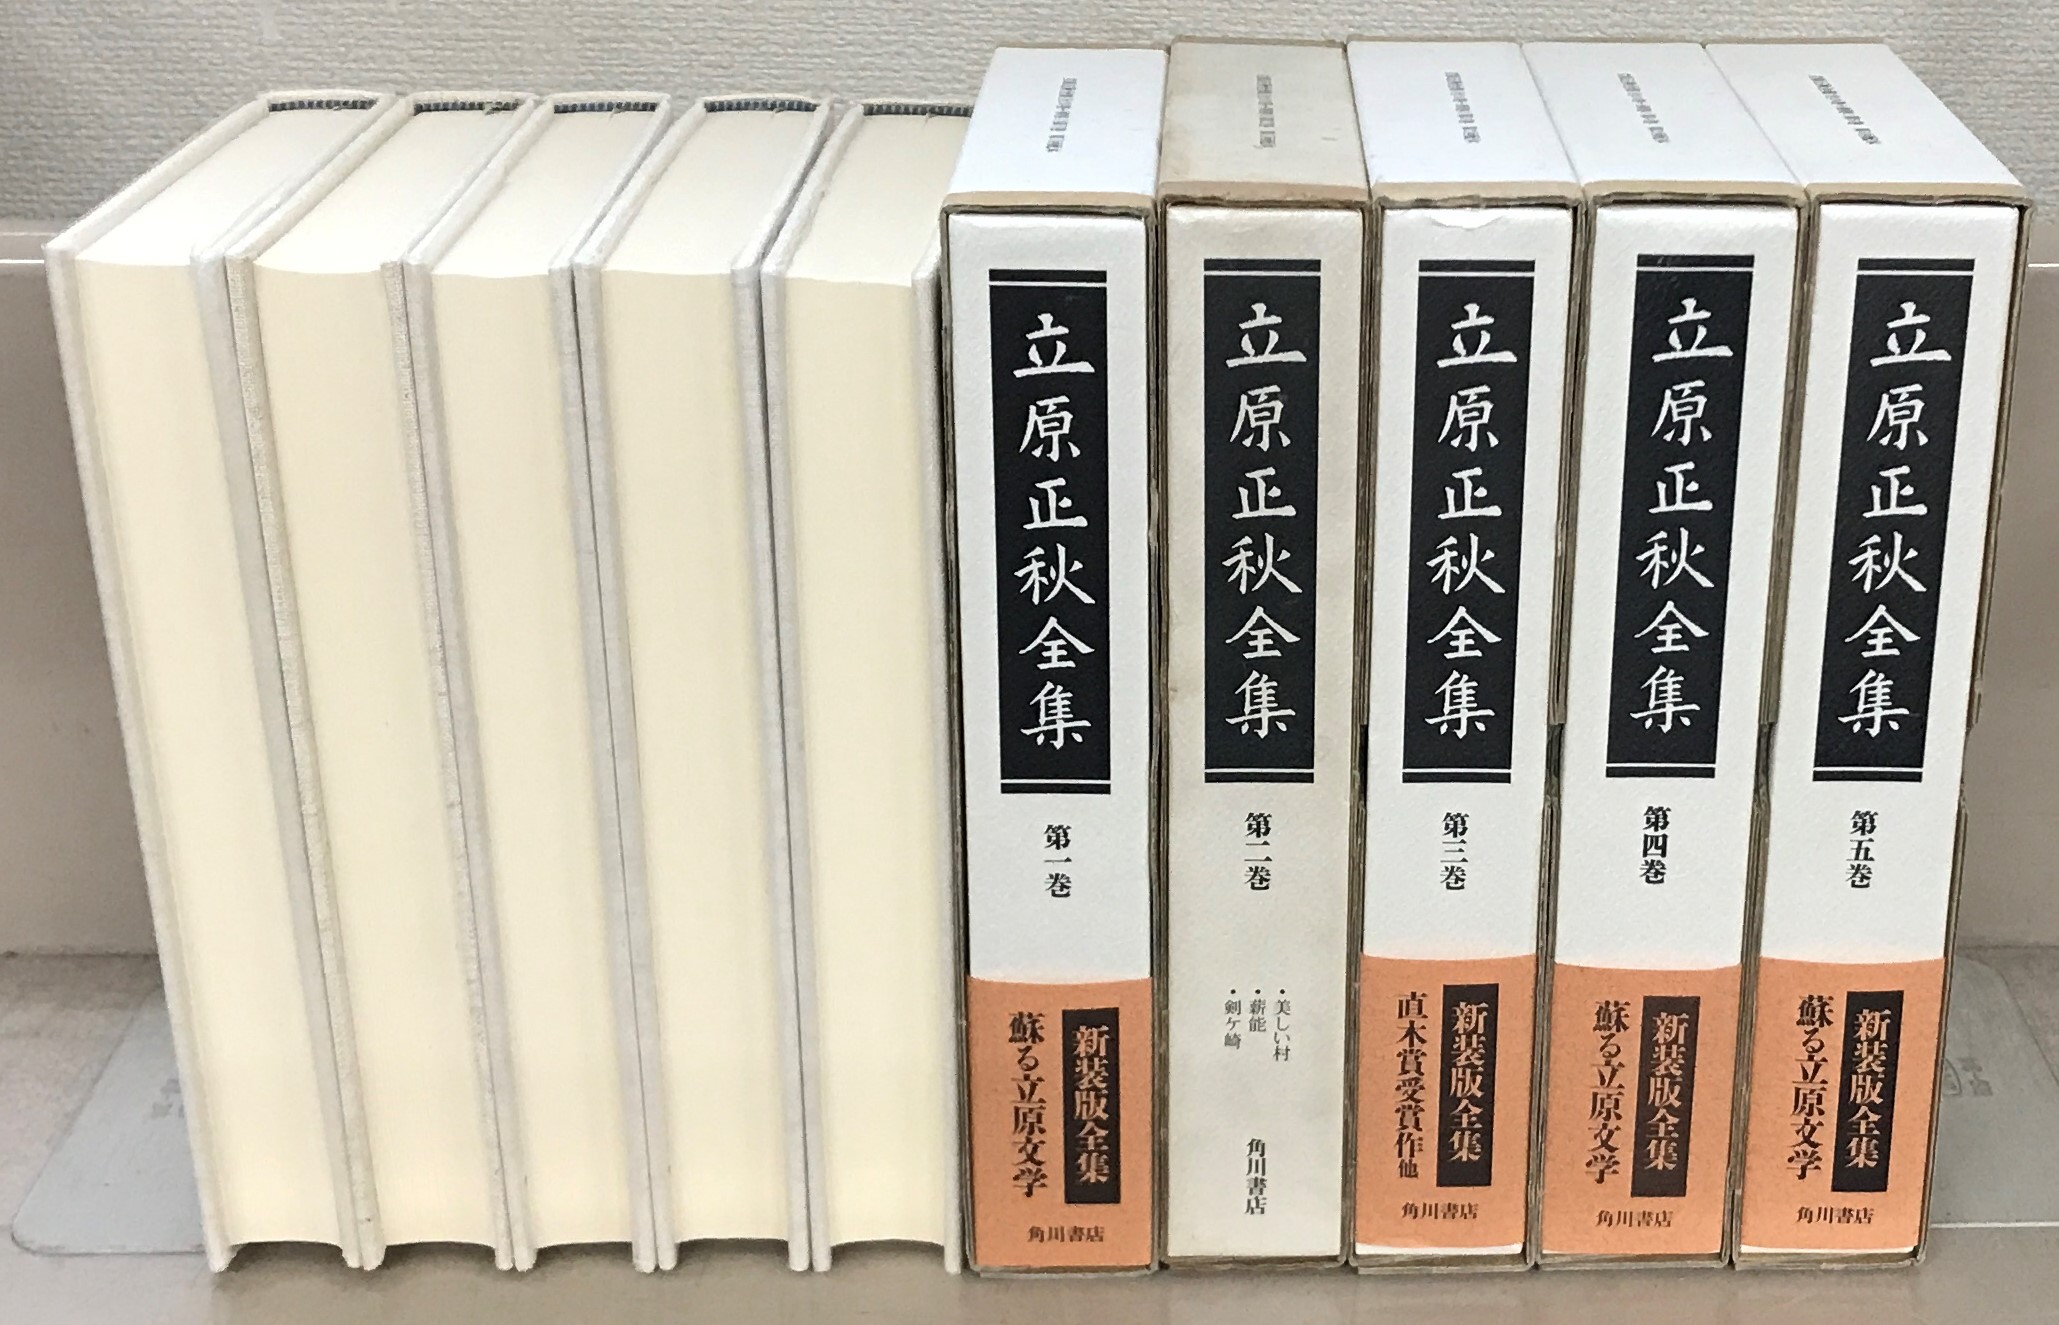 立原正秋全集
第一巻
新装版全集
蘇る立原文学
角川書店
立原正秋全集
第二巻
・美しい村
・薪能
・剣ヶ崎
角川書店
立原正秋全集
第三巻
新装版全集
直木賞受賞作他
角川書店
立原正秋全集
第四巻
新装版全集
蘇る立原文学
角川書店
立原正秋全集
第五巻
新装版全集
蘇る立原文学
角川書店